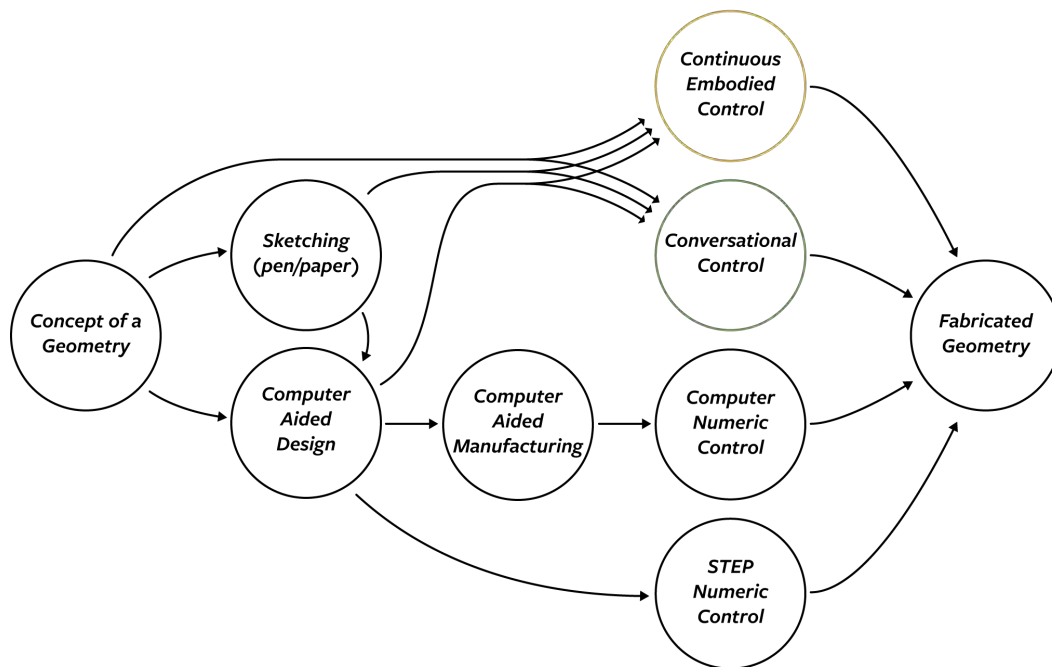 Continuous
Embodied
Control
Sketching
(pen/paper)
Conversational
Control
Concept of a
Geometry
Fabricated
Geometry
Computer
Aided
Design
Computer
Aided
Manufacturing
Computer
Numeric
Control
STEP
Numeric
Control